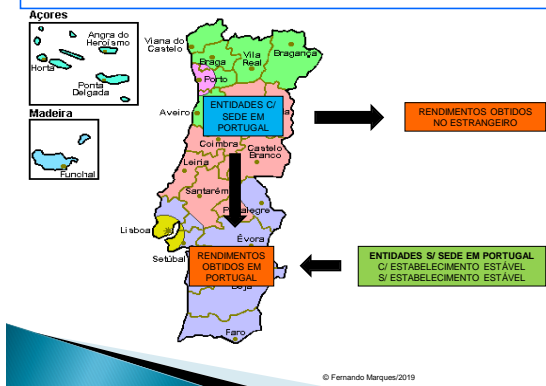 Açores
Angra do
Heroísmo
Horta
Ponta
Delgada
Madeira
Funchal
Viana do
Castelo
Braga
Vila
Real
Bragança
Porto
Aveiro
ENTIDADES C/
SEDE EM
PORTUGAL
RENDIMENTOS OBTIDOS
NO ESTRANGEIRO
Coimbra
Castelo
Branco
Leiria
Santarém
Lisboa
Évora
Setúbal
RENDIMENTOS
OBTIDOS EM
PORTUGAL
ENTIDADES S/ SEDE EM PORTUGAL
C/ ESTABELECIMENTO ESTÁVEL
S/ ESTABELECIMENTO ESTÁVEL
Beja
Faro
© Fernando Marques/2019